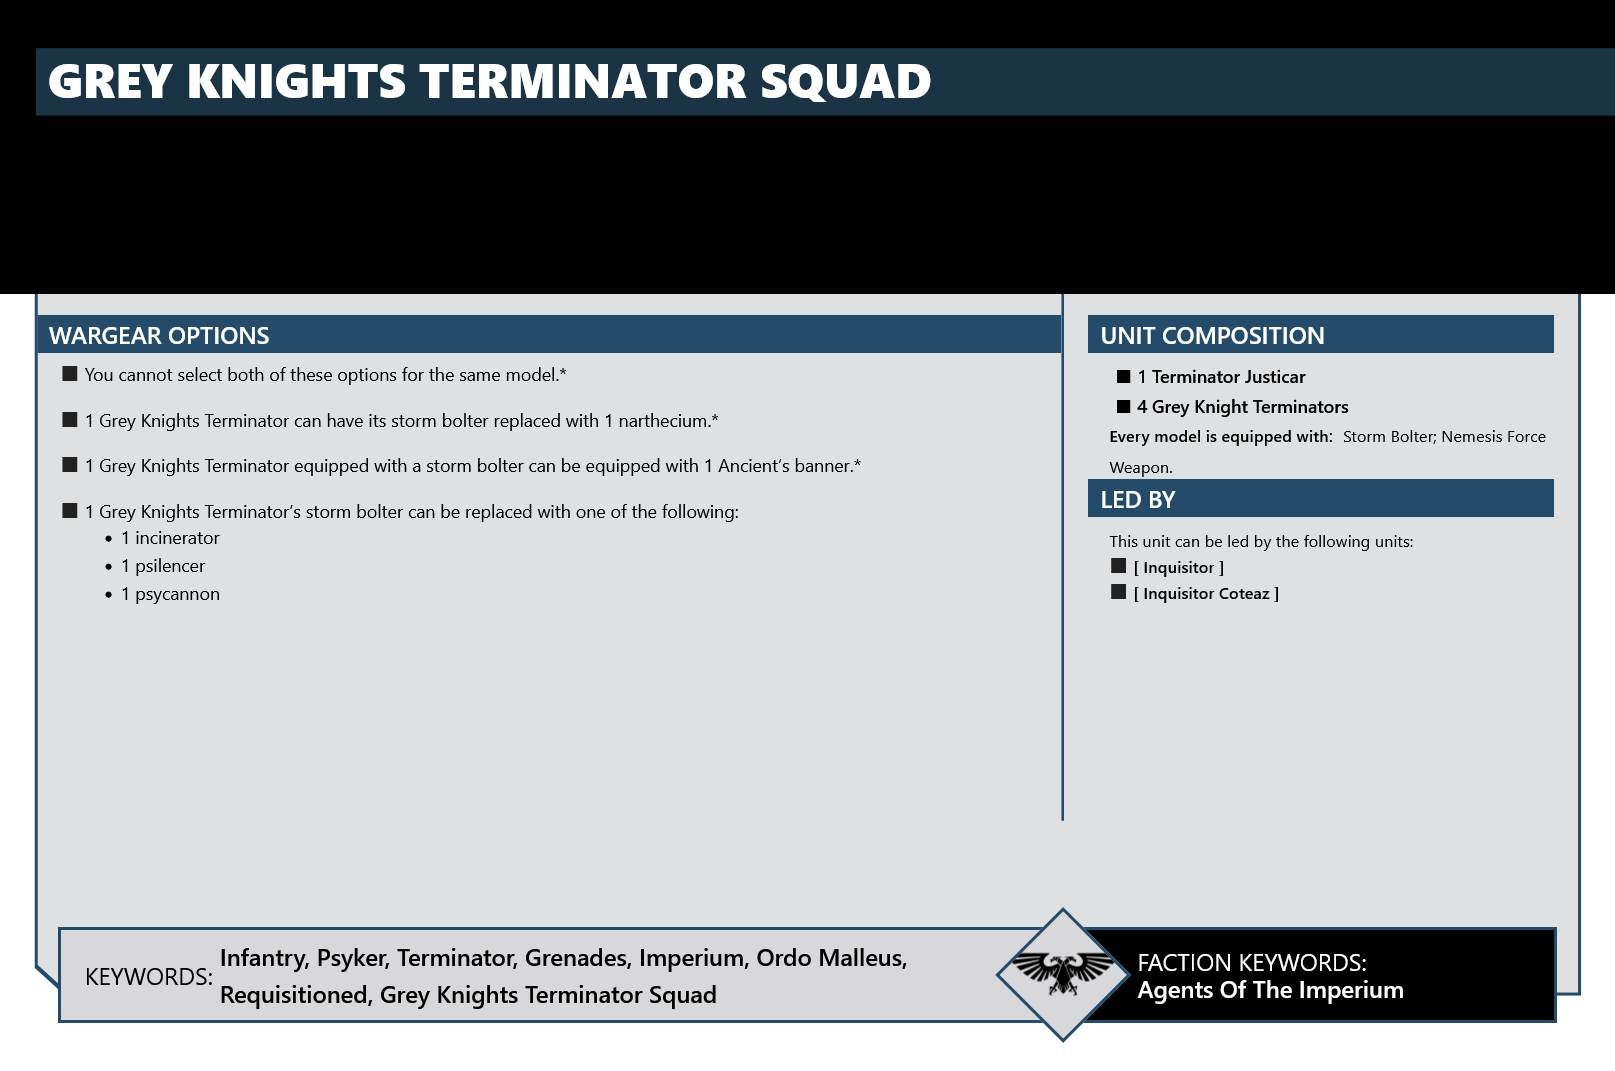 GREY KNIGHTS TERMINATOR SQUAD
WARGEAR OPTIONS
You cannot select both of these options for the same model.*
1 Grey Knights Terminator can have its storm bolter replaced with 1 narthecium.*
1 Grey Knights Terminator equipped with a storm bolter can be equipped with 1 Ancient’s banner.*
1 Grey Knights Terminator’s storm bolter can be replaced with one of the following:
• 1 incinerator
• 1 psilencer
• 1 psycannon
UNIT COMPOSITION
1 Terminator Justicar
4 Grey Knight Terminators
Every model is equipped with: Storm Bolter; Nemesis Force
Weapon.
LED BY
This unit can be led by the following units:
[ Inquisitor ]
[ Inquisitor Coteaz ]
KEYWORDS:
Infantry, Psyker, Terminator, Grenades, Imperium, Ordo Malleus,
Requisitioned, Grey Knights Terminator Squad
FACTION KEYWORDS:
Agents Of The Imperium